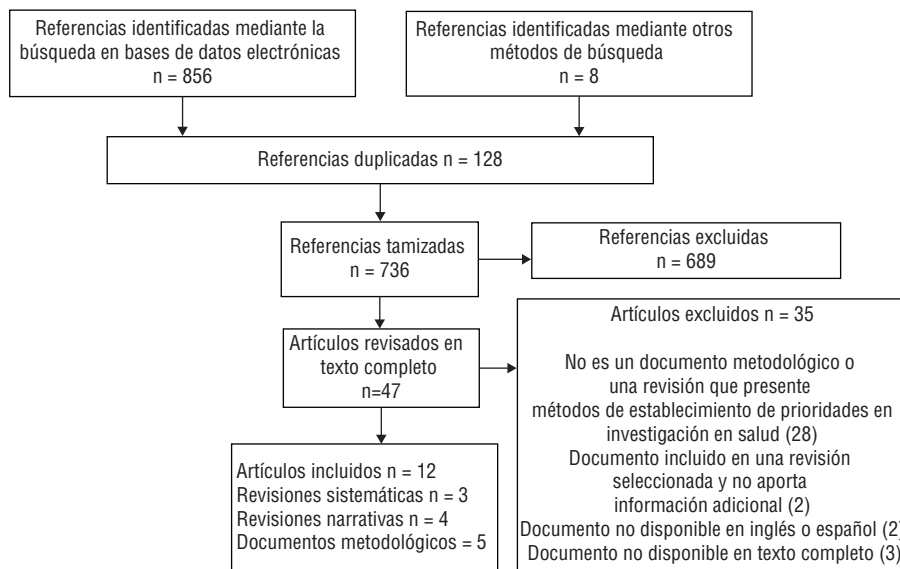 Referencias identificadas mediante la
búsqueda en bases de datos electrónicas
n = 856
Referencias identificadas mediante otros
métodos de búsqueda
n = 8
Referencias duplicadas n = 128
Referencias tamizadas
n = 736
Referencias excluidas
n = 689
Artículos revisados en
texto completo
n=47
Artículos excluidos n = 35
No es un documento metodológico o
una revisión que presente
métodos de establecimiento de prioridades en
investigación en salud (28)
Documento incluido en una revisión
seleccionada y no aporta
información adicional (2)
Documento no disponible en inglés o español (2)
Documento no disponible en texto completo (3)
Artículos incluidos n = 12
Revisiones sistemáticas n = 3
Revisiones narrativas n = 4
Documentos metodológicos = 5